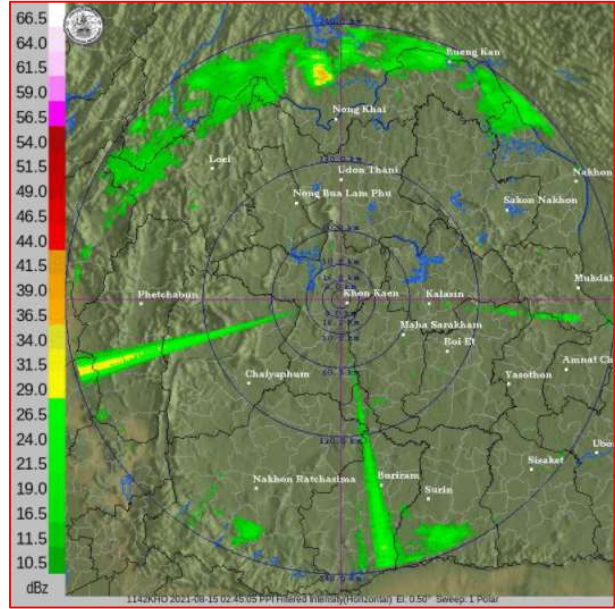 66.5
64.0
61.5
59.0
56.5
54.0
51.5
49.0
46.5
44.0
41.5
39.0
36.5
34.0
31.5
29.0
26.5
24.0
21.5
19.0
16.5
15.5
13.0
11.5
10.5
dBz
Bueng Kan
Nong Khai
Loei
Udon Thani
Nakhon
Nong Bua Lam Phu
Sakon Nakhon
Mukdah
Phetchabun
Khon Kaen
Kalasin
Maha Sarakham
Roi Et
Amnat Ch
Chaiyaphum
Yasothon
Ubo
Sisaket
Nakhon Ratchasima
Buriram
Surin
1142KHO 2021-08-15 02:45:05 PPI Filtered Intensity(Horizontal) El: 0.50° Sweep: 1 Polar